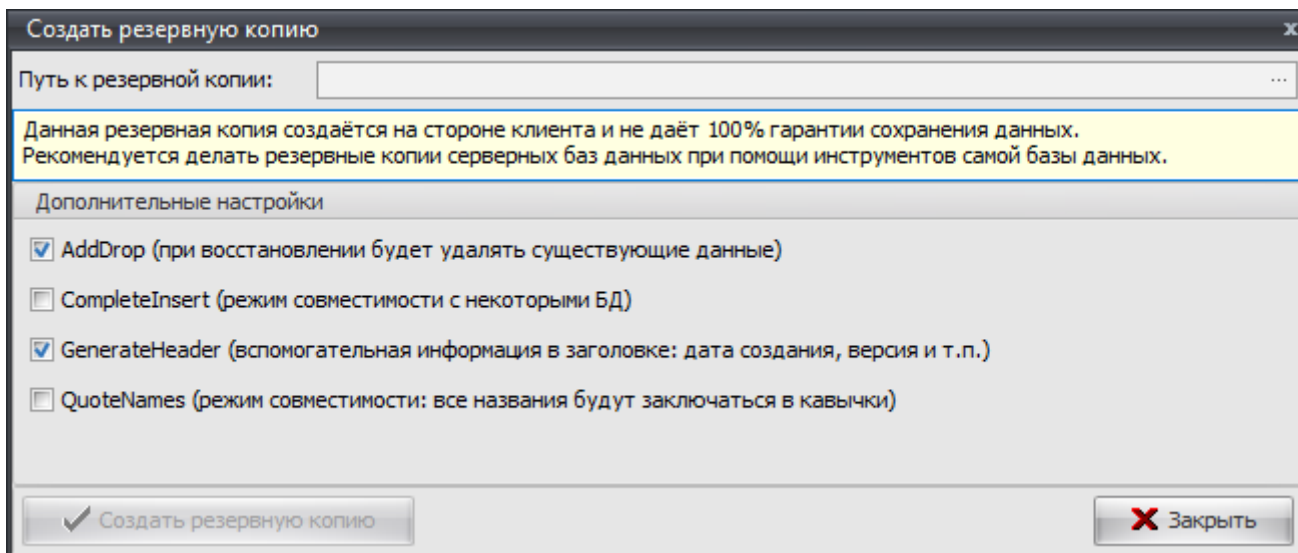 Создать резервную копию x
Путь к резервной копии: ...
Данная резервная копия создаётся на стороне клиента и не даёт 100% гарантии сохранения данных.
Рекомендуется делать резервные копии серверных баз данных при помощи инструментов самой базы данных.
Дополнительные настройки
AddDrop (при восстановлении будет удалять существующие данные)
CompleteInsert (режим совместимости с некоторыми БД)
GenerateHeader (вспомогательная информация в заголовке: дата создания, версия и т.п.)
QuoteNames (режим совместимости: все названия будут заключаться в кавычки)
Создать резервную копию
Закрыть